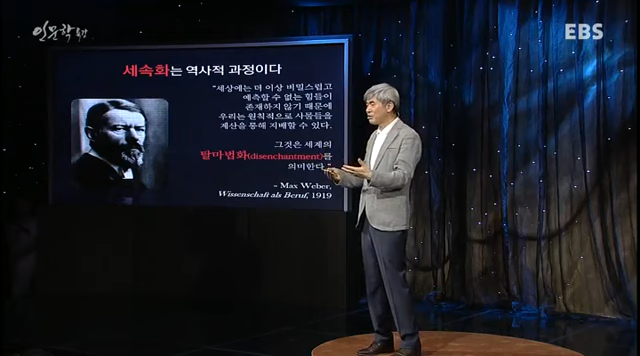 인문학 특강
EBS
세속화는 역사적 과정이다
"세상에는 더 이상 비밀스럽고
예측할 수 없는 힘들이
존재하지 않기 때문에
우리는 원칙적으로 사물들을
계산을 통해 지배할 수 있다.
그것은 세계의
탈마법화(disenchantment)를
의미한다."
- Max Weber,
Wissenschaft als Beruf, 1919